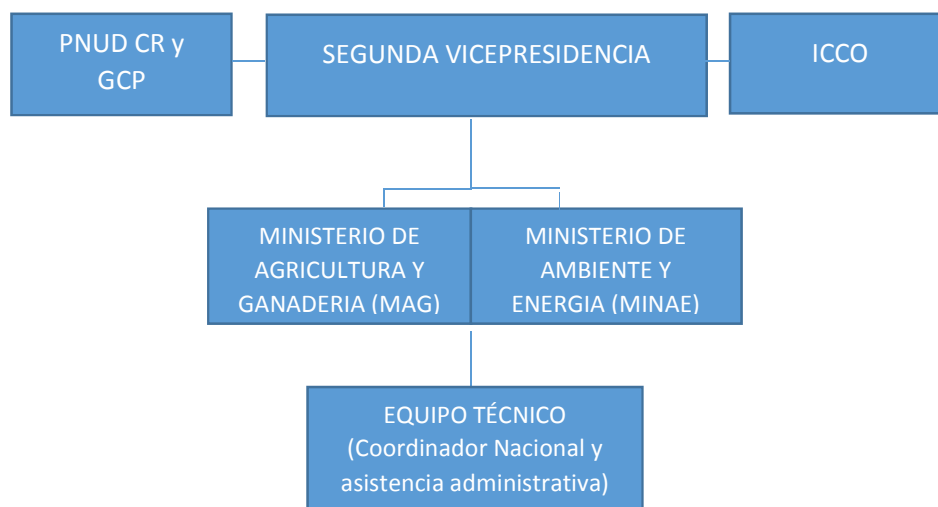 PNUD CR y
GCP
SEGUNDA VICEPRESIDENCIA
ICCO
MINISTERIO DE
AGRICULTURA Y
GANADERIA (MAG)
MINISTERIO DE
AMBIENTE Y
ENERGIA (MINAE)
EQUIPO TÉCNICO
(Coordinador Nacional y
asistencia administrativa)